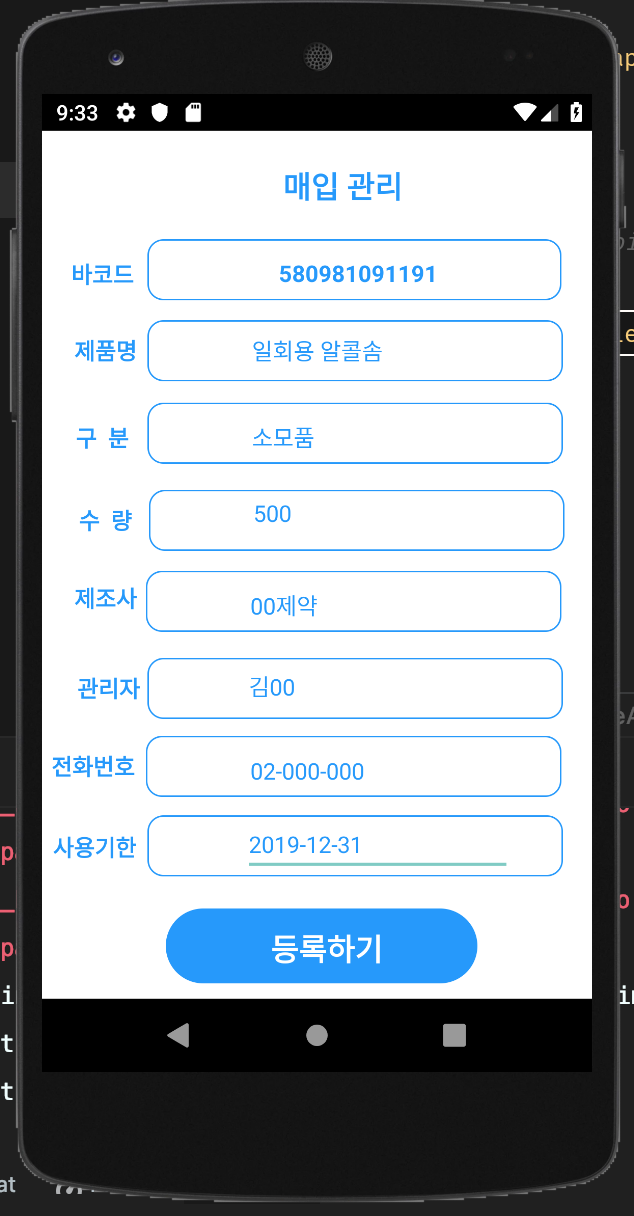 9:33
매입 관리
바코드 580981091191
제품명 일회용 알콜솜
구 분 소모품
수 량 500
제조사 00제약
관리자 김00
전화번호 02-000-000
사용기한 2019-12-31
등록하기